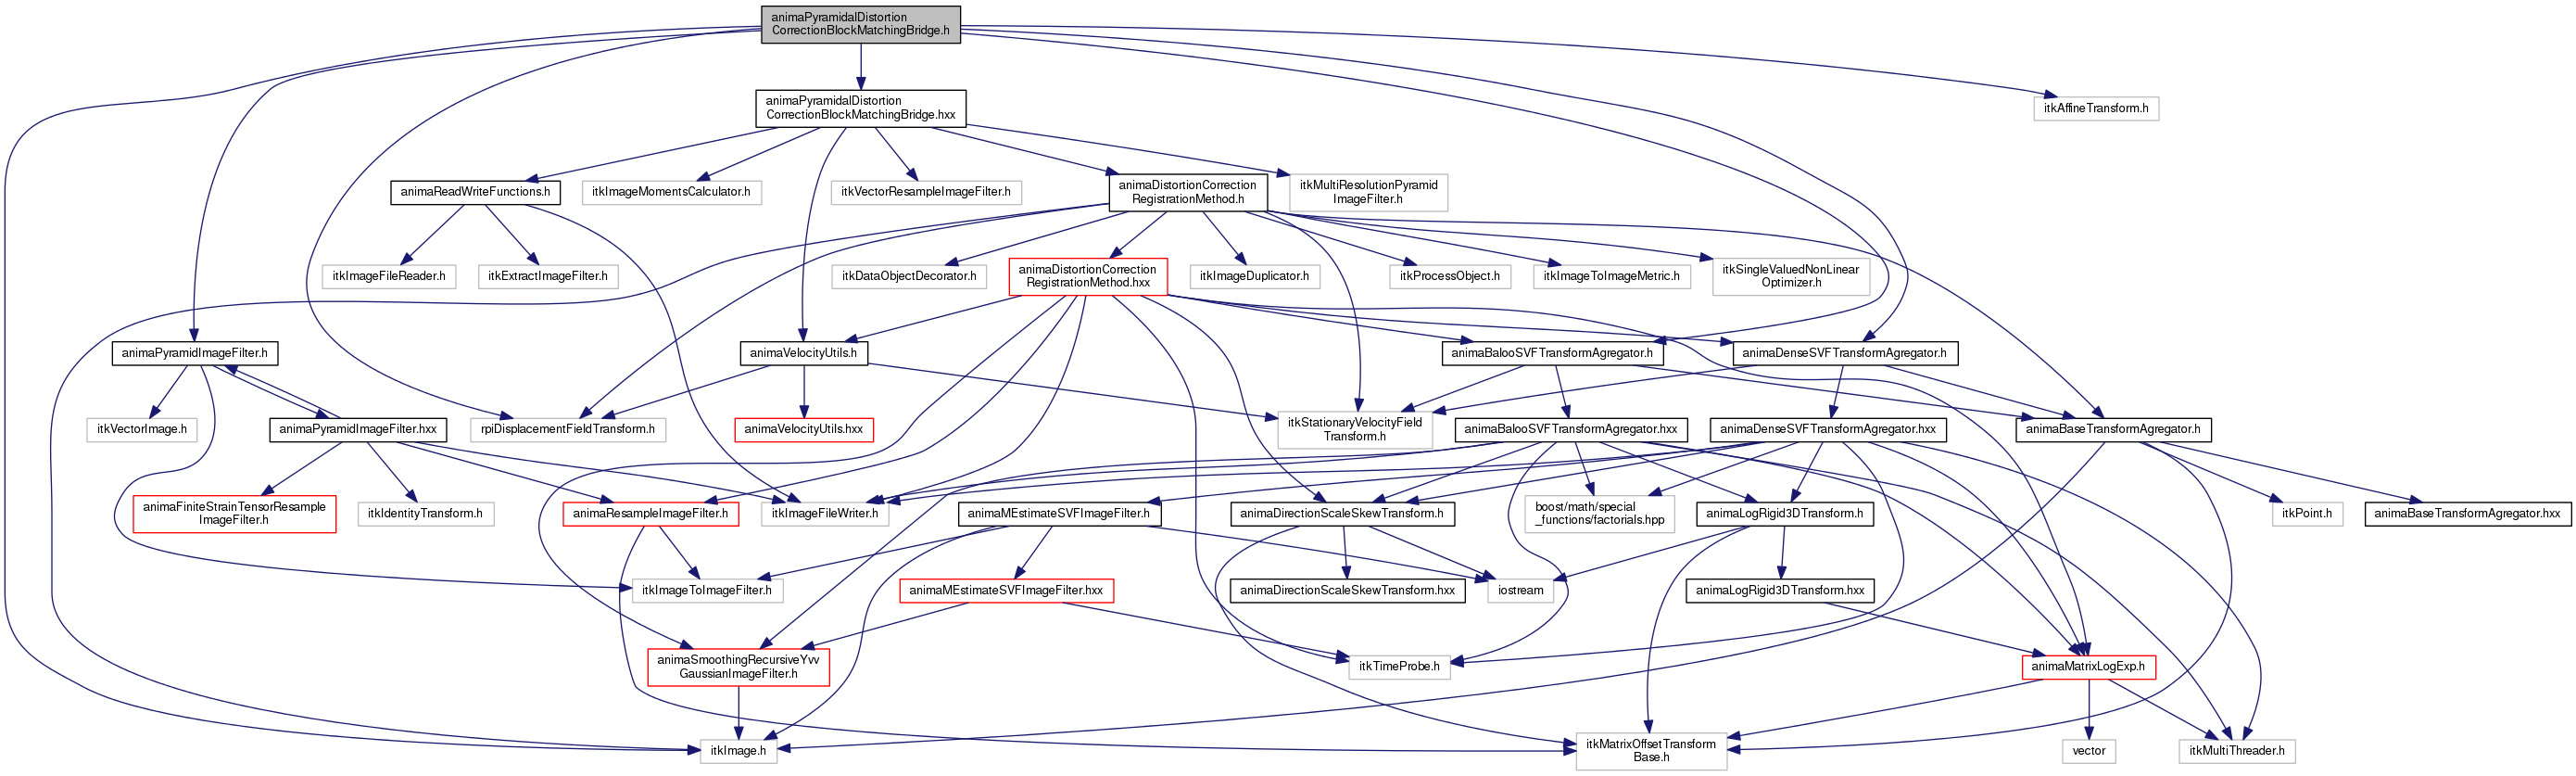 animaPyramidalDistortion
CorrectionBlockMatchingBridge.h
animaPyramidalDistortion
CorrectionBlockMatchingBridge.hxx
itkAffineTransform.h
animaReadWriteFunctions.h
itkImageMomentsCalculator.h
itkVectorResampleImageFilter.h
animaDistortionCorrection
RegistrationMethod.h
itkMultiResolutionPyramid
ImageFilter.h
itkImageFileReader.h
itkExtractImageFilter.h
itkDataObjectDecorator.h
animaDistortionCorrection
RegistrationMethod.hxx
itkImageDuplicator.h
itkProcessObject.h
itkImageToImageMetric.h
itkSingleValuedNonLinear
Optimizer.h
animaPyramidImageFilter.h
animaVelocityUtils.h
animaBalooSVFTransformAgregator.h
animaDenseSVFTransformAgregator.h
itkVectorImage.h
animaPyramidImageFilter.hxx
rpiDisplacementFieldTransform.h
animaVelocityUtils.hxx
itkStationaryVelocityField
Transform.h
animaBalooSVFTransformAgregator.hxx
animaDenseSVFTransformAgregator.hxx
animaBaseTransformAgregator.h
animaFiniteStrainTensorResample
ImageFilter.h
itkIdentityTransform.h
animaResampleImageFilter.h
itkImageFileWriter.h
animaMEstimateSVFImageFilter.h
animaDirectionScaleSkewTransform.h
boost/math/special
_functions/factorials.hpp
animaLogRigid3DTransform.h
itkPoint.h
animaBaseTransformAgregator.hxx
itkImageToImageFilter.h
animaMEstimateSVFImageFilter.hxx
animaDirectionScaleSkewTransform.hxx
iostream
animaLogRigid3DTransform.hxx
animaSmoothingRecursiveYvv
GaussianImageFilter.h
itkTimeProbe.h
animaMatrixLogExp.h
itkImage.h
itkMatrixOffsetTransform
Base.h
vector
itkMultiThreader.h